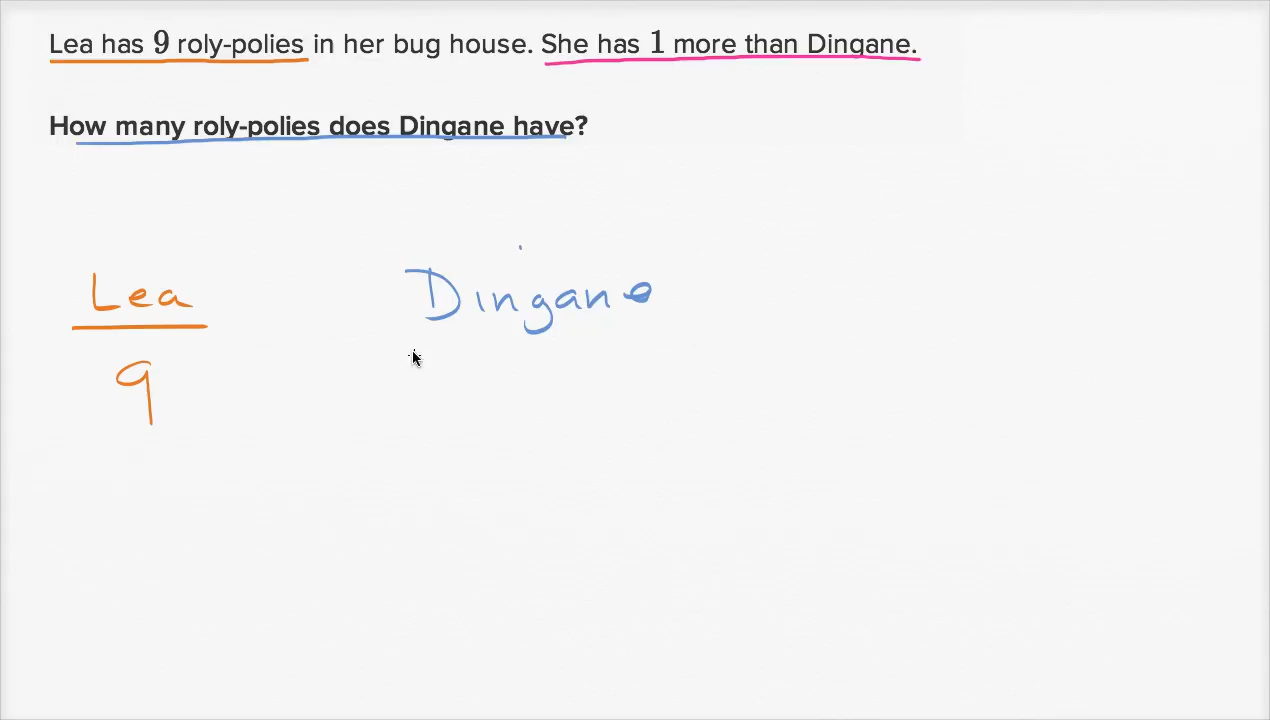 Lea has 9 roly-polies in her bug house. She has 1 more than Dingane.
How many roly-polies does Dingane have?
Lea Dingane
9